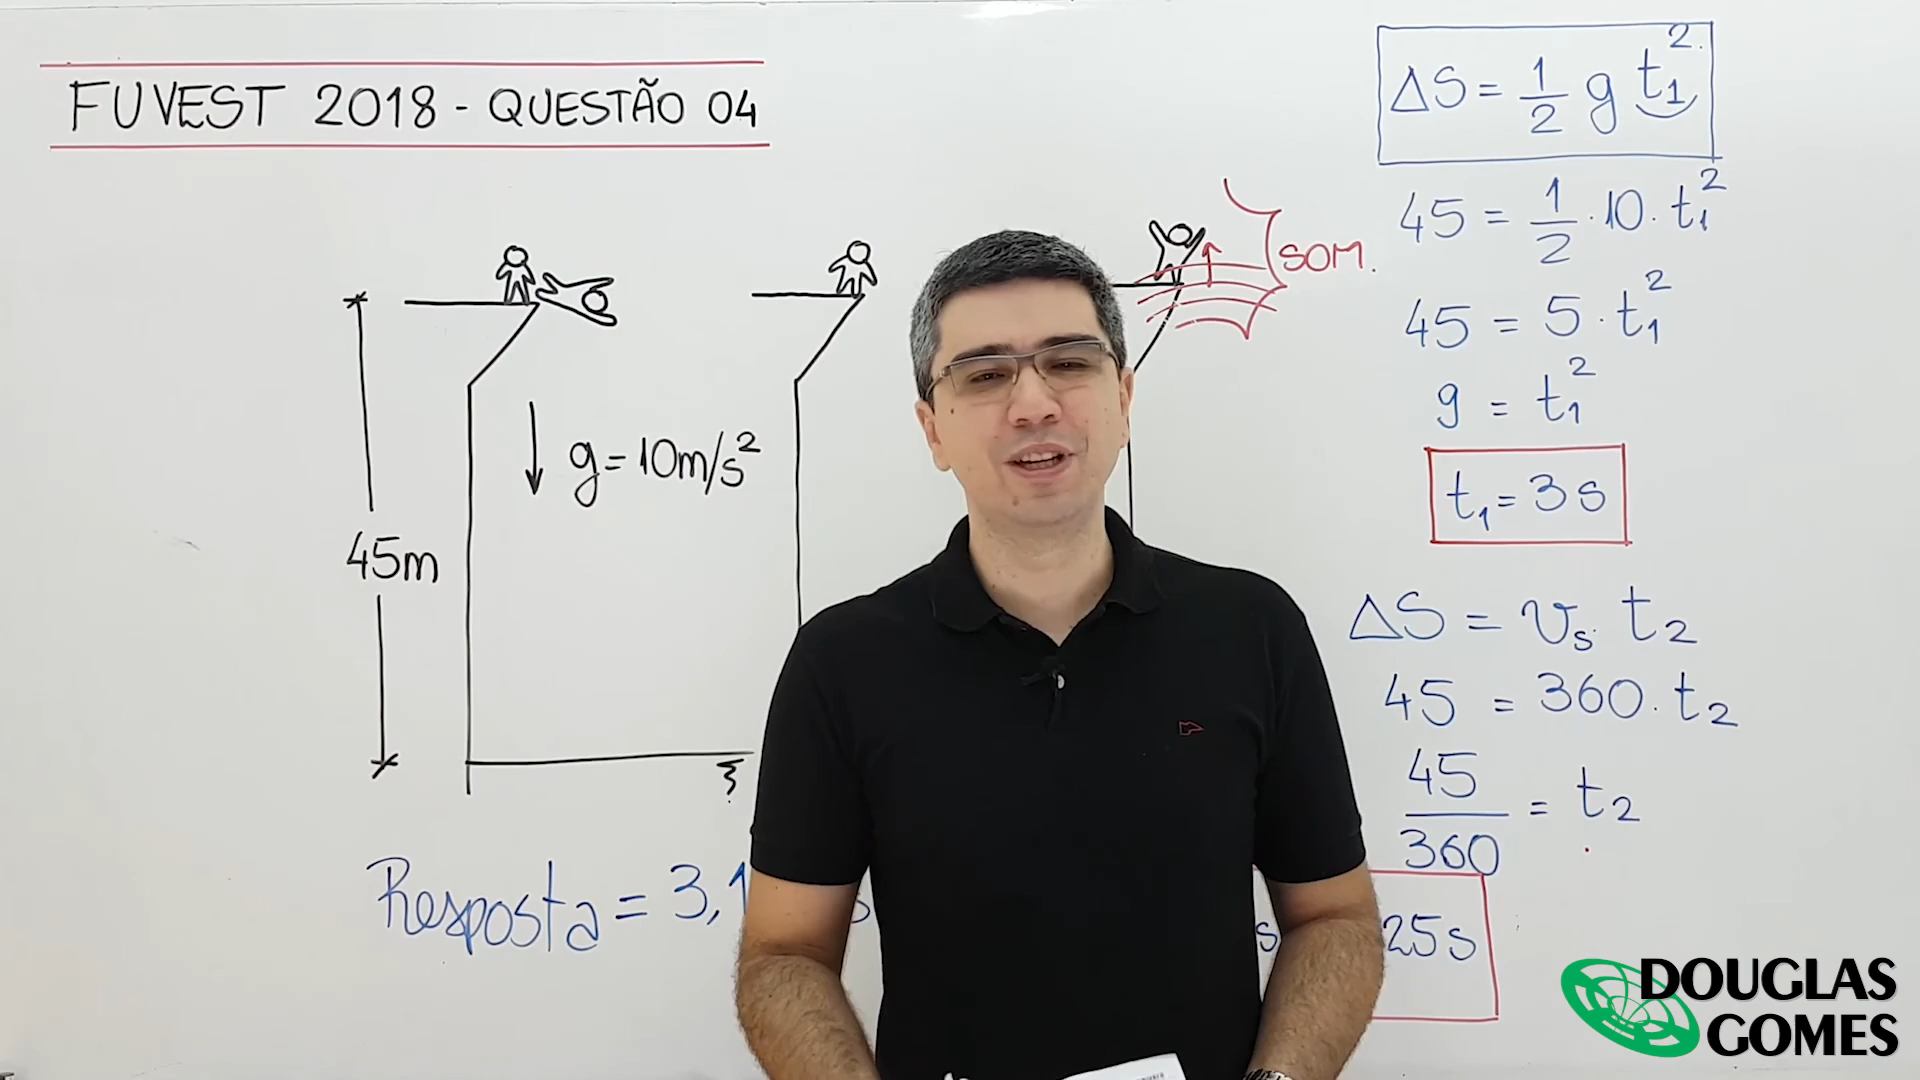 FUVEST 2018 - QUESTÃO 04
45m
g = 10m/s²
SOM.
Resposta = 3,1
ΔS = 1/2 g t₁²
45 = 1/2 · 10 · t₁²
45 = 5 · t₁²
9 = t₁²
t₁ = 3s
ΔS = vₛ. t₂
45 = 360 . t₂
45/360 = t₂
25s
DOUGLAS
GOMES